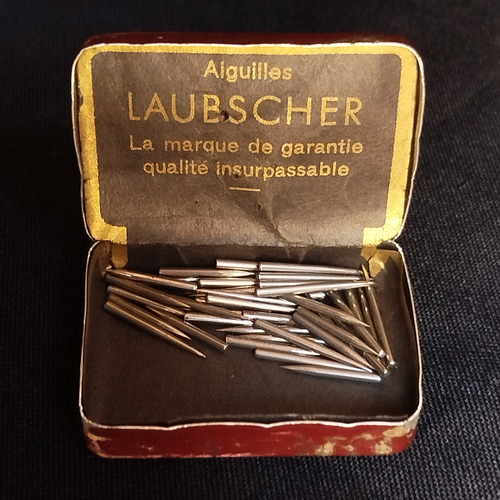 Aiguilles
LAUBSCHER
La marque de garantie
qualité insurpassable